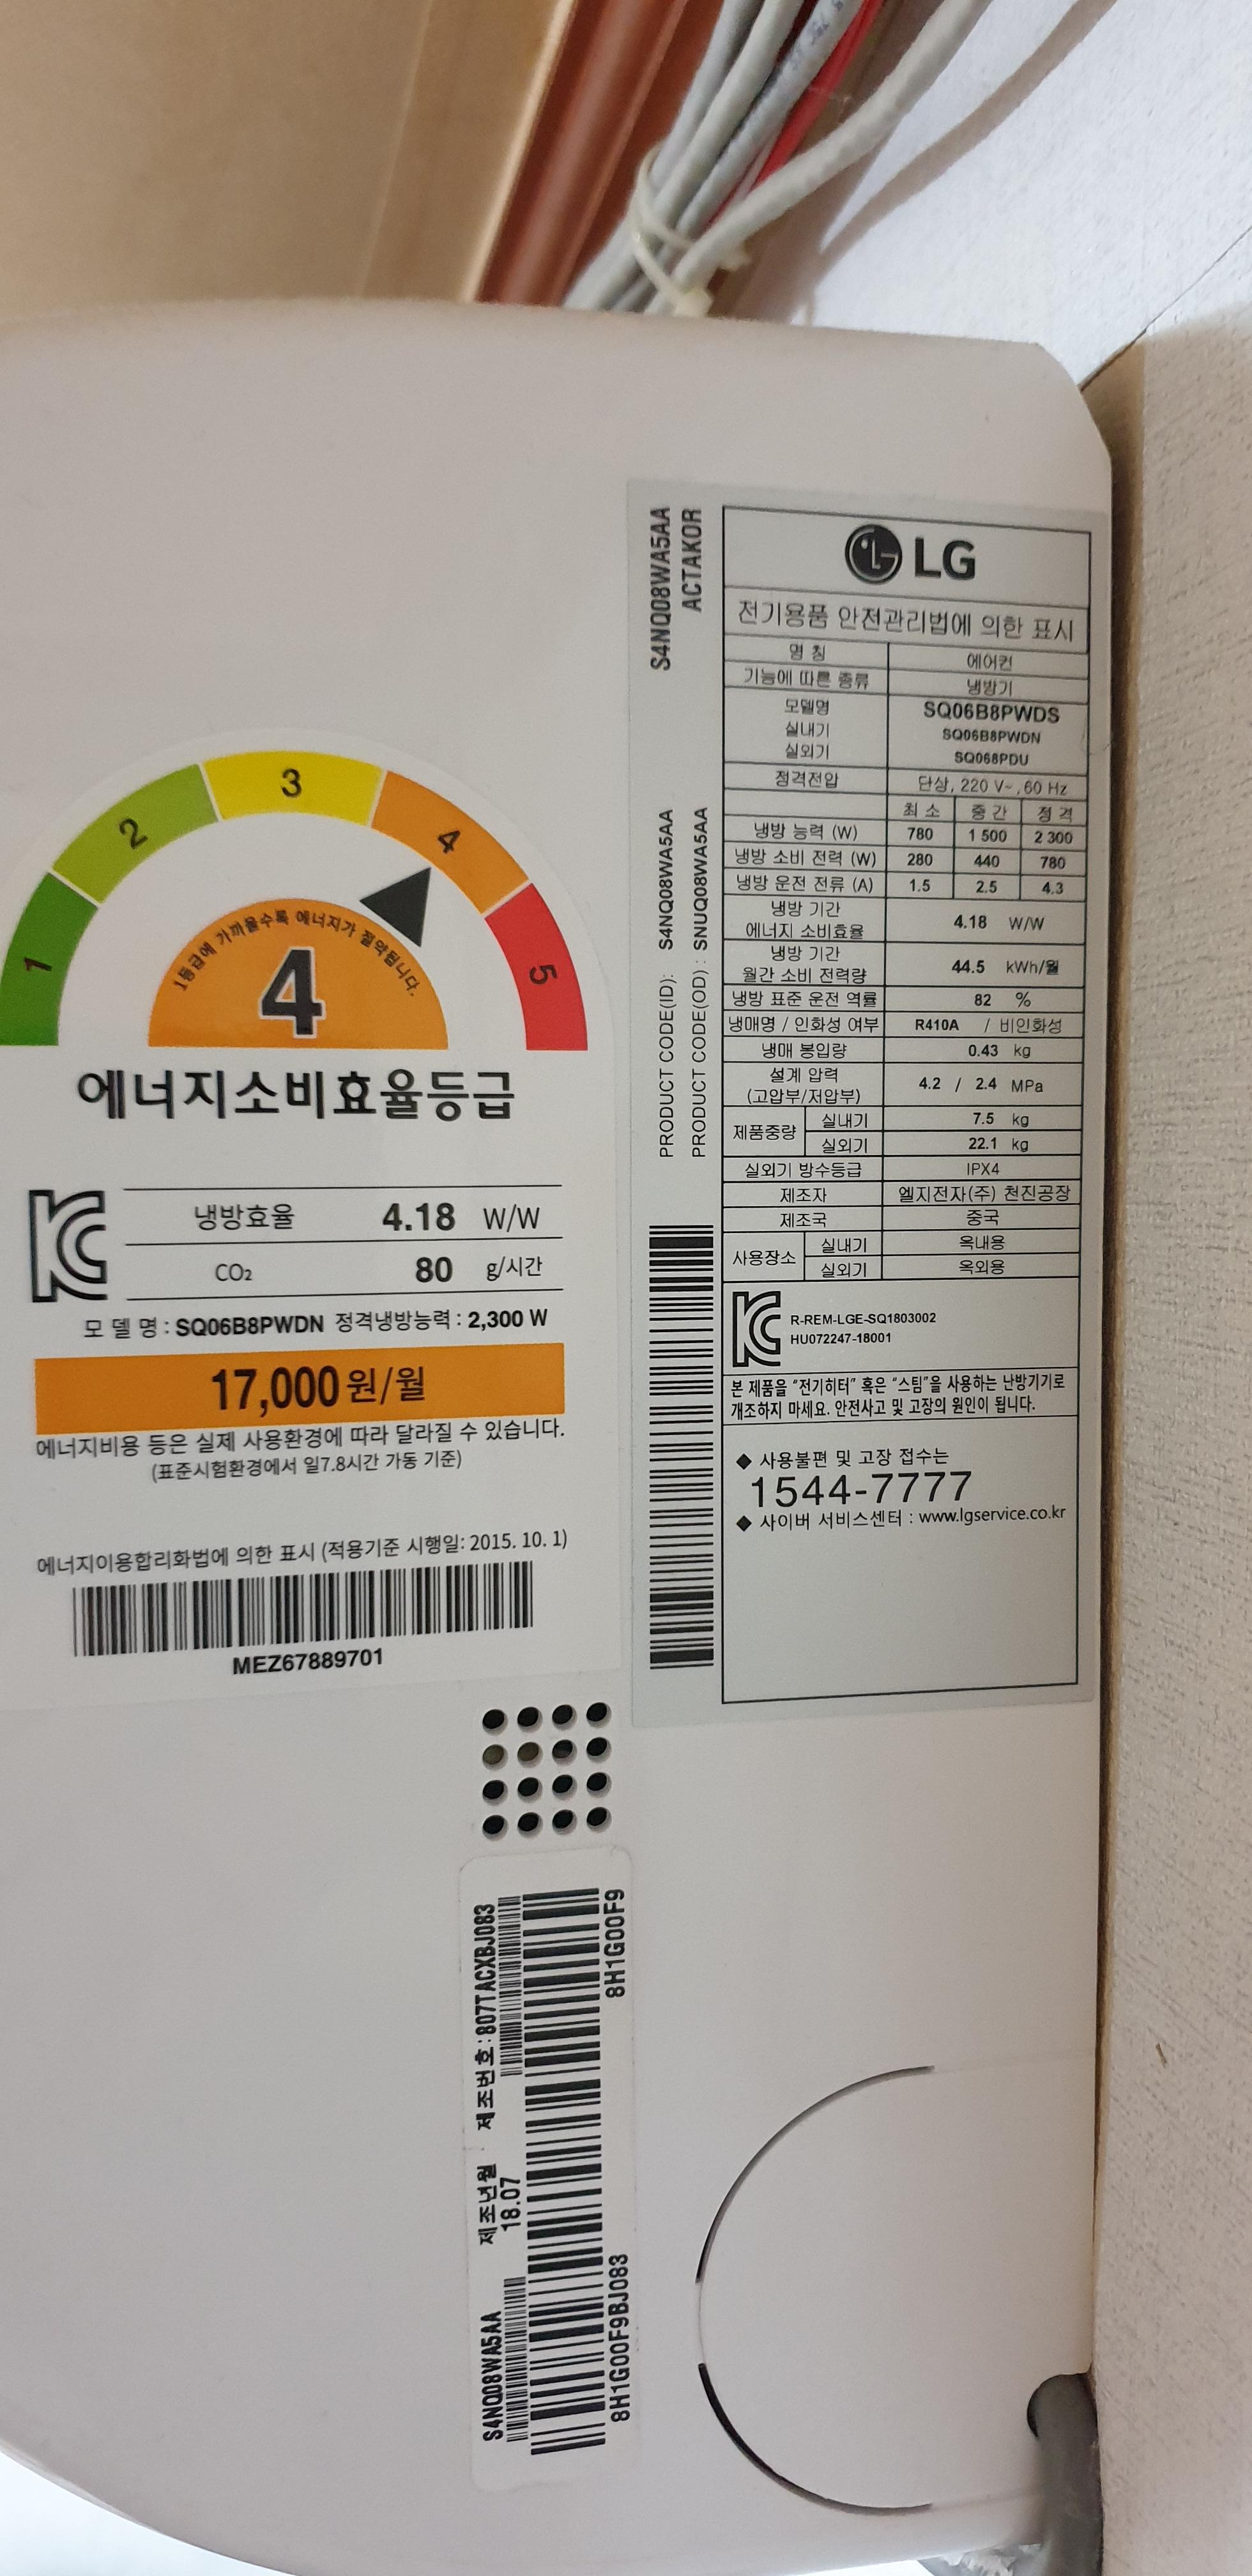 1
2
3
4
5
1등급에 가까울수록 에너지가 절약됩니다.
4
에너지소비효율등급
냉방효율 4.18 W/W
CO₂ 80 g/시간
모 델 명 : SQ06B8PWDN 정격냉방능력 : 2,300 W
17,000원/월
에너지비용 등은 실제 사용환경에 따라 달라질 수 있습니다.
(표준시험환경에서 일7.8시간 가동 기준)
에너지이용합리화법에 의한 표시 (적용기준 시행일: 2015. 10. 1)
MEZ67889701
S4NQ08WA5AA
ACTAKOR
PRODUCT CODE(ID): S4NQ08WA5AA
PRODUCT CODE(OD) : SNUQ08WA5AA
LG
전기용품 안전관리법에 의한 표시
명 칭 에어컨
기능에 따른 종류 냉방기
모델명 SQ06B8PWDS
실내기 SQ06B8PWDN
실외기 SQ068PDU
정격전압 단상, 220 V~, 60 Hz
최 소 중 간 정 격
냉방 능력 (W) 780 1 500 2 300
냉방 소비 전력 (W) 280 440 780
냉방 운전 전류 (A) 1.5 2.5 4.3
냉방 기간
에너지 소비효율 4.18 W/W
냉방 기간
월간 소비 전력량 44.5 kWh/월
냉방 표준 운전 역률 82 %
냉매명 / 인화성 여부 R410A / 비인화성
냉매 봉입량 0.43 kg
설계 압력
(고압부/저압부) 4.2 / 2.4 MPa
제품중량 실내기 7.5 kg
실외기 22.1 kg
실외기 방수등급 IPX4
제조자 엘지전자(주) 천진공장
제조국 중국
사용장소 실내기 옥내용
실외기 옥외용
R-REM-LGE-SQ1803002
HU072247-18001
본 제품을 "전기히터" 혹은 "스팀"을 사용하는 난방기기로
개조하지 마세요. 안전사고 및 고장의 원인이 됩니다.
◆ 사용불편 및 고장 접수는
1544-7777
◆ 사이버 서비스센터 : www.lgservice.co.kr
S4NQ08WA5AA
제조년월
18.07
제조번호 : 807TACXBJ083
8H1G00F9BJ083
8H1G00F9